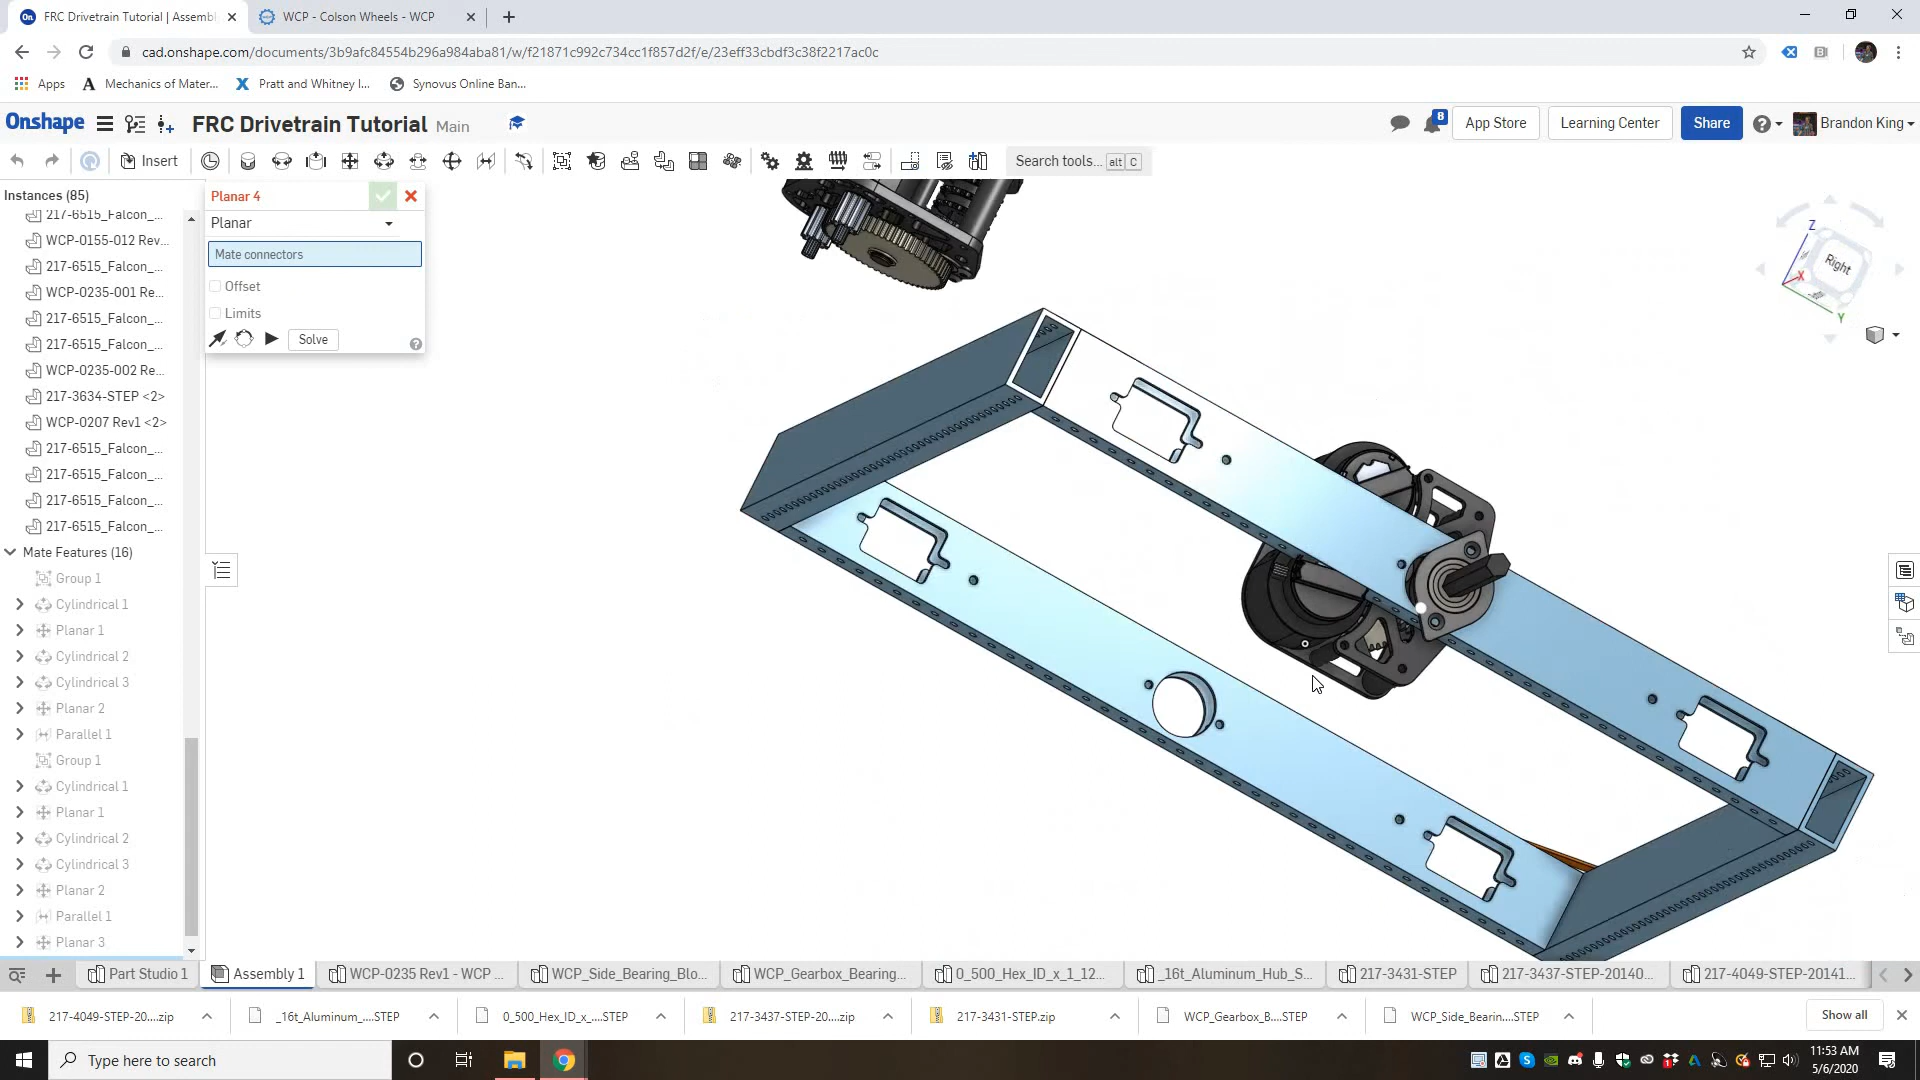 FRC Drivetrain Tutorial | Assembl
WCP - Colson Wheels - WCP
cad.onshape.com/documents/3b9afc84554b296a984aba81/w/f21871c992c734cc1f857d2f/e/23eff33cbdf3c38f2217ac0c
Apps
Mechanics of Mater...
Pratt and Whitney I...
Synovus Online Ban...
Onshape
FRC Drivetrain Tutorial Main
8
App Store
Learning Center
Share
Brandon King
Insert
Search tools... alt C
Instances (85)
217-6515_Falcon_...
WCP-0155-012 Rev...
217-6515_Falcon_...
WCP-0235-001 Re...
217-6515_Falcon_...
217-6515_Falcon_...
WCP-0235-002 Re...
217-3634-STEP <2>
WCP-0207 Rev1 <2>
217-6515_Falcon_...
217-6515_Falcon_...
217-6515_Falcon_...
217-6515_Falcon_...
Mate Features (16)
Group 1
Cylindrical 1
Planar 1
Cylindrical 2
Cylindrical 3
Planar 2
Parallel 1
Group 1
Cylindrical 1
Planar 1
Cylindrical 2
Cylindrical 3
Planar 2
Parallel 1
Planar 3
Planar 4
Planar
Mate connectors
Offset
Limits
Solve
Z
Right
X
Y
Part Studio 1
Assembly 1
WCP-0235 Rev1 - WCP ...
WCP_Side_Bearing_Blo...
WCP_Gearbox_Bearing...
0_500_Hex_ID_x_1_12...
_16t_Aluminum_Hub_S...
217-3431-STEP
217-3437-STEP-20140...
217-4049-STEP-20141...
217-4049-STEP-20....zip
_16t_Aluminum_....STEP
0_500_Hex_ID_x_....STEP
217-3437-STEP-20....zip
217-3431-STEP.zip
WCP_Gearbox_B....STEP
WCP_Side_Bearin....STEP
Show all
Type here to search
11:53 AM
5/6/2020